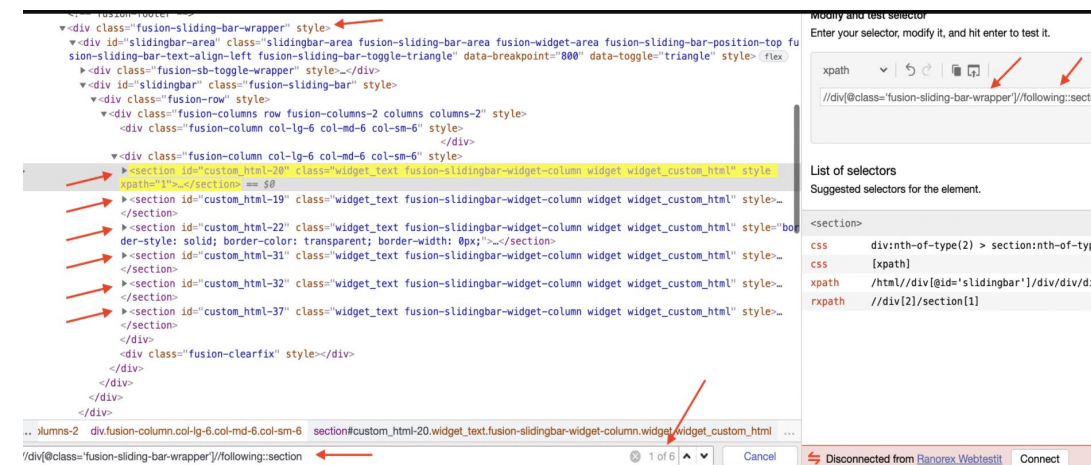 <!-- fusion-footer -->
▼<div class="fusion-sliding-bar-wrapper" style>
▼<div id="slidingbar-area" class="slidingbar-area fusion-sliding-bar-area fusion-widget-area fusion-sliding-bar-position-top fu
sion-sliding-bar-text-align-left fusion-sliding-bar-toggle-triangle" data-breakpoint="800" data-toggle="triangle" style> flex
▶<div class="fusion-sb-toggle-wrapper" style>…</div>
▼<div id="slidingbar" class="fusion-sliding-bar" style>
▼<div class="fusion-row" style>
▼<div class="fusion-columns row fusion-columns-2 columns columns-2" style>
<div class="fusion-column col-lg-6 col-md-6 col-sm-6" style>
</div>
▼<div class="fusion-column col-lg-6 col-md-6 col-sm-6" style>
▶<section id="custom_html-20" class="widget_text fusion-slidingbar-widget-column widget widget_custom_html" style
xpath="1">…</section> == $0
▶<section id="custom_html-19" class="widget_text fusion-slidingbar-widget-column widget widget_custom_html" style>…
</section>
▶<section id="custom_html-22" class="widget_text fusion-slidingbar-widget-column widget widget_custom_html" style="bor
der-style: solid; border-color: transparent; border-width: 0px;">…</section>
▶<section id="custom_html-31" class="widget_text fusion-slidingbar-widget-column widget widget_custom_html" style>…
</section>
▶<section id="custom_html-32" class="widget_text fusion-slidingbar-widget-column widget widget_custom_html" style>…
</section>
▶<section id="custom_html-37" class="widget_text fusion-slidingbar-widget-column widget widget_custom_html" style>…
</section>
</div>
<div class="fusion-clearfix" style></div>
</div>
</div>
</div>
</div>
... olumns-2 div.fusion-column.col-lg-6.col-md-6.col-sm-6 section#custom_html-20.widget_text.fusion-slidingbar-widget-column.widget.widget_custom_html ...
//div[@class='fusion-sliding-bar-wrapper']//following::section 1 of 6 Cancel
Modify and test selector
Enter your selector, modify it, and hit enter to test it.
xpath
//div[@class='fusion-sliding-bar-wrapper']//following::secti
List of selectors
Suggested selectors for the element.
<section>
css div:nth-of-type(2) > section:nth-of-typ
css [xpath]
xpath /html//div[@id='slidingbar']/div/div/di
rxpath //div[2]/section[1]
Disconnected from Ranorex Webtestit Connect